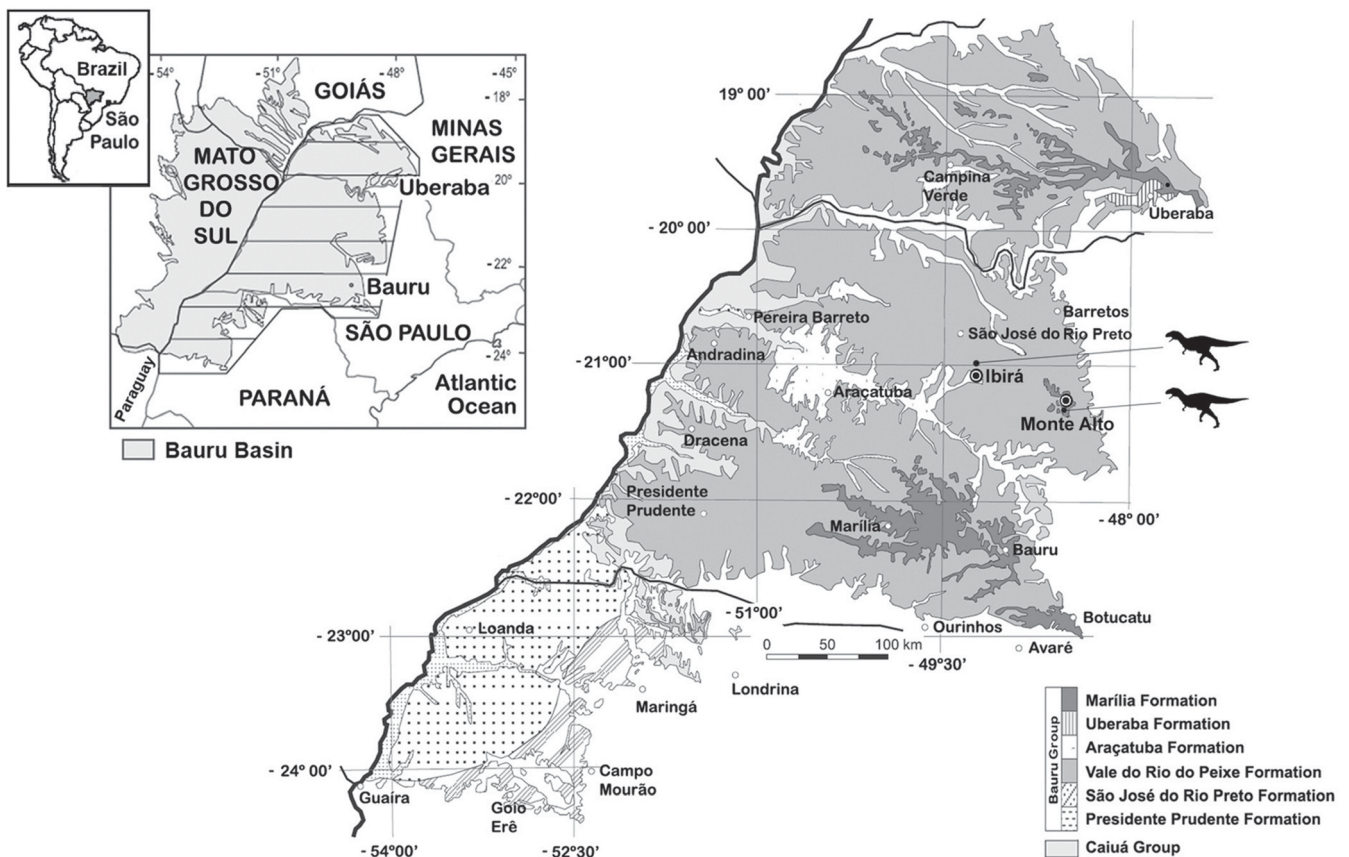 Brazil
São
Paulo
-54°
-51°
-48°
-45°
-18°
GOIÁS
MINAS
GERAIS
MATO
GROSSO
DO
SUL
Uberaba
20°
-22°
Bauru
SÃO PAULO
-24°
Paraguay
PARANÁ
Atlantic
Ocean
Bauru Basin
19° 00'
Campina
Verde
Uberaba
- 20° 00'
Pereira Barreto
Barretos
São José do Rio Preto
Andradina
-21° 00'
Ibirá
Araçatuba
Monte Alto
Dracena
Presidente
Prudente
- 22° 00'
- 48° 00'
Marília
Bauru
- 51° 00'
Botucatu
Loanda
Ourinhos
- 23° 00'
0 50 100 km
Avaré
- 49° 30'
Londrina
Maringá
- 24° 00'
Campo
Mourão
Guaíra
Goio
Erê
- 54° 00'
- 52° 30'
Bauru Group
Marília Formation
Uberaba Formation
Araçatuba Formation
Vale do Rio do Peixe Formation
São José do Rio Preto Formation
Presidente Prudente Formation
Caiuá Group